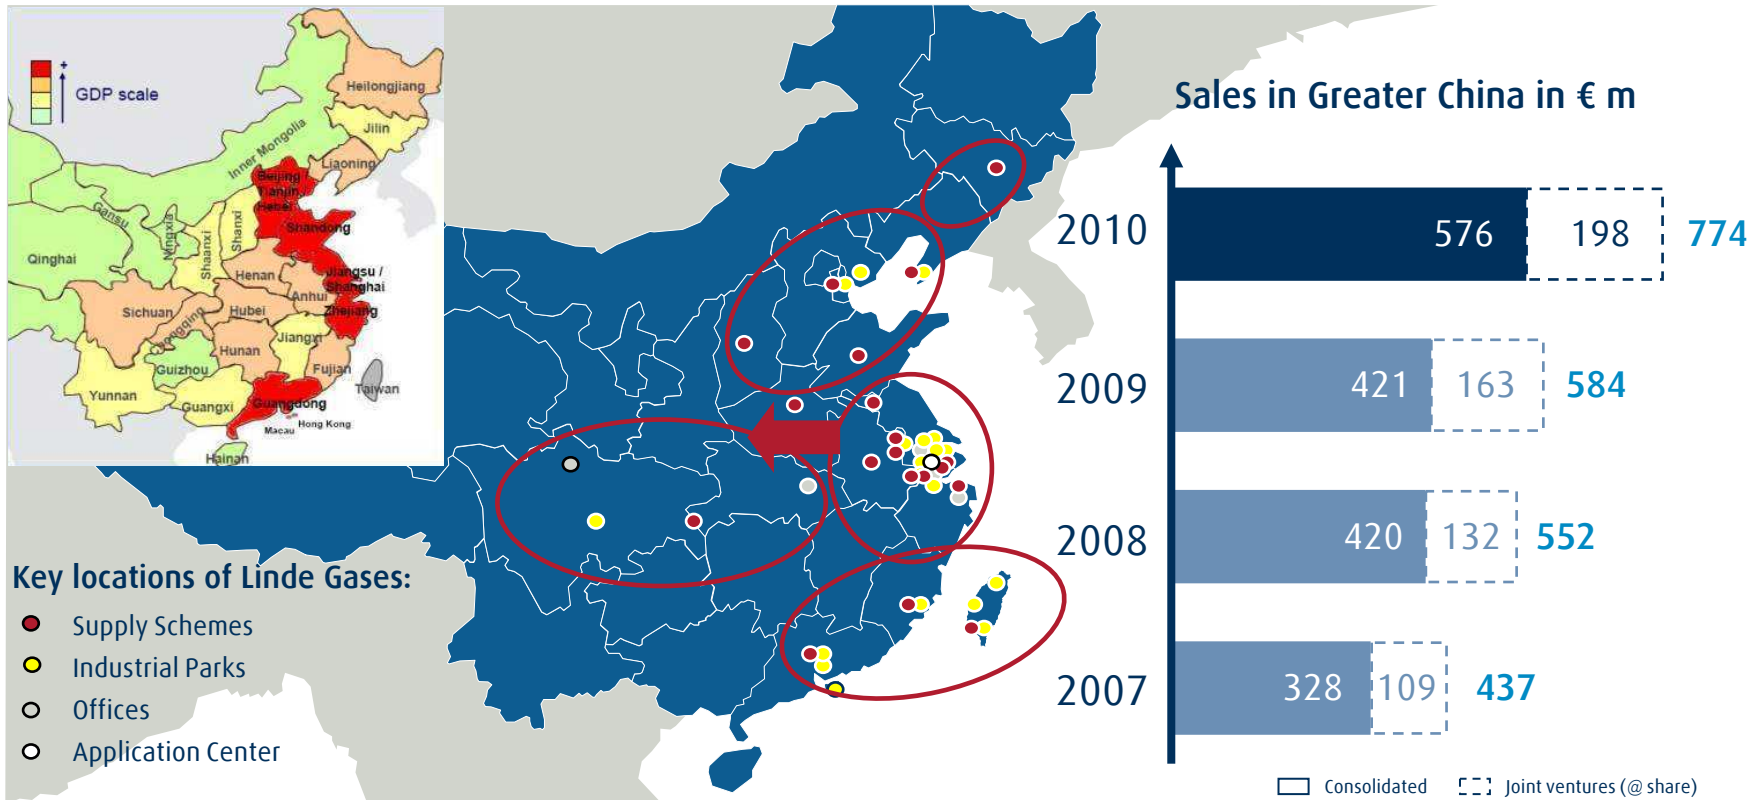 +
GDP scale
Heilongjiang
Jilin
Inner Mongolia
Liaoning
Beijing /
Tianjin /
Hebei
Gansu
Ningxia
Shanxi
Shaanxi
Shandong
Qinghai
Henan
Jiangsu /
Shanghai
Anhui
Sichuan
Chongqing
Hubei
Zhejiang
Hunan
Jiangxi
Guizhou
Fujian
Taiwan
Yunnan
Guangxi
Guangdong
Hong Kong
Macau
Hainan
Key locations of Linde Gases:
Supply Schemes
Industrial Parks
Offices
Application Center
Sales in Greater China in € m
2010 576 198 774
2009 421 163 584
2008 420 132 552
2007 328 109 437
Consolidated Joint ventures (@ share)